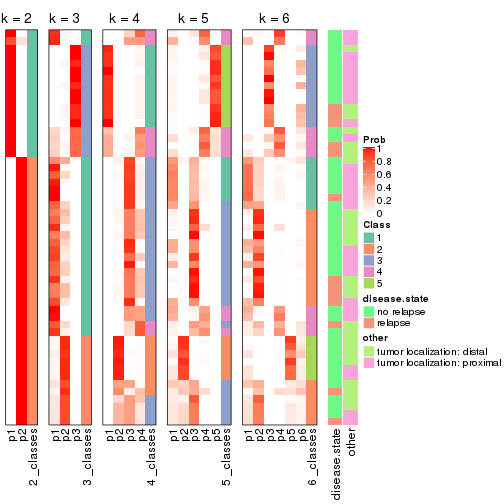 k = 2 k = 3 k = 4 k = 5 k = 6
Prob
1
0.8
0.6
0.4
0.2
0
Class
1
2
3
4
5
disease.state
no relapse
relapse
other
tumor localization: distal
tumor localization: proximal
p1 p2 2_classes p1 p2 p3 3_classes p1 p2 p3 p4 4_classes p1 p2 p3 p4 p5 5_classes p1 p2 p3 p4 p5 p6 6_classes disease.state other